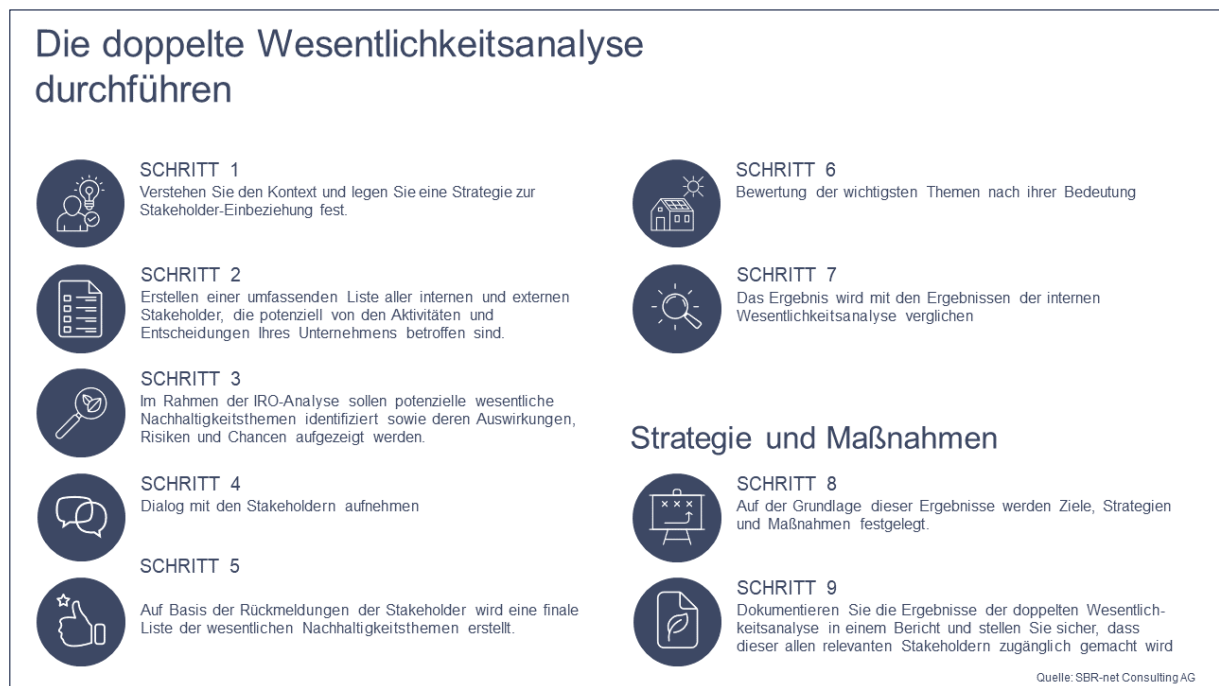 Die doppelte Wesentlichkeitsanalyse
durchführen
SCHRITT 1
Verstehen Sie den Kontext und legen Sie eine Strategie zur
Stakeholder-Einbeziehung fest.
SCHRITT 2
Erstellen einer umfassenden Liste aller internen und externen
Stakeholder, die potenziell von den Aktivitäten und
Entscheidungen Ihres Unternehmens betroffen sind.
SCHRITT 3
Im Rahmen der IRO-Analyse sollen potenzielle wesentliche
Nachhaltigkeitsthemen identifiziert sowie deren Auswirkungen,
Risiken und Chancen aufgezeigt werden.
SCHRITT 4
Dialog mit den Stakeholdern aufnehmen
SCHRITT 5
Auf Basis der Rückmeldungen der Stakeholder wird eine finale
Liste der wesentlichen Nachhaltigkeitsthemen erstellt.
SCHRITT 6
Bewertung der wichtigsten Themen nach ihrer Bedeutung
SCHRITT 7
Das Ergebnis wird mit den Ergebnissen der internen
Wesentlichkeitsanalyse verglichen
Strategie und Maßnahmen
SCHRITT 8
Auf der Grundlage dieser Ergebnisse werden Ziele, Strategien
und Maßnahmen festgelegt.
SCHRITT 9
Dokumentieren Sie die Ergebnisse der doppelten Wesentlich-
keitsanalyse in einem Bericht und stellen Sie sicher, dass
dieser allen relevanten Stakeholdern zugänglich gemacht wird
Quelle: SBR-net Consulting AG